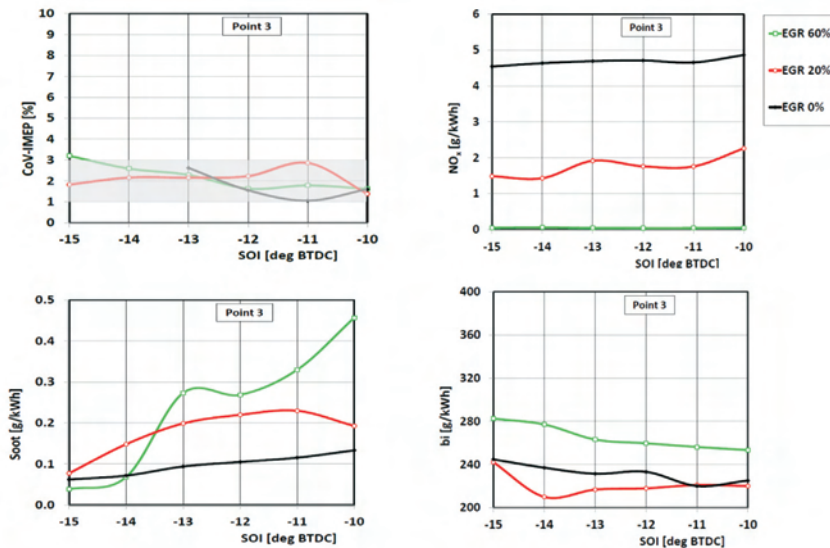 Point 3
CoV-IMEP [%]
10
9
8
7
6
5
4
3
2
1
0
-15 -14 -13 -12 -11 -10
SOI [deg BTDC]
Point 3
NOx [g/kWh]
6
5
4
3
2
1
0
-15 -14 -13 -12 -11 -10
SOI [deg BTDC]
EGR 60%
EGR 20%
EGR 0%
Point 3
Soot [g/kWh]
0.5
0.4
0.3
0.2
0.1
0.0
-15 -14 -13 -12 -11 -10
SOI [deg BTDC]
Point 3
bi [g/kWh]
400
360
320
280
240
200
-15 -14 -13 -12 -11 -10
SOI [deg BTDC]